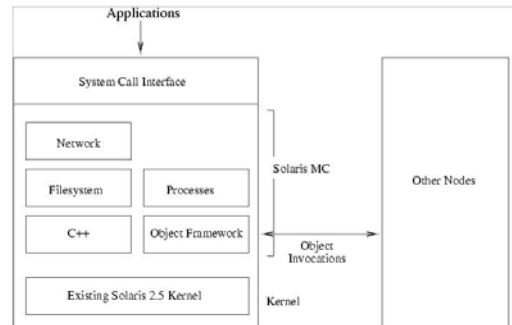 Applications
System Call Interface
Network
Solaris MC
Filesystem
Processes
Other Nodes
C++
Object Framework
Object
Invocations
Existing Solaris 2.5 Kernel
Kernel